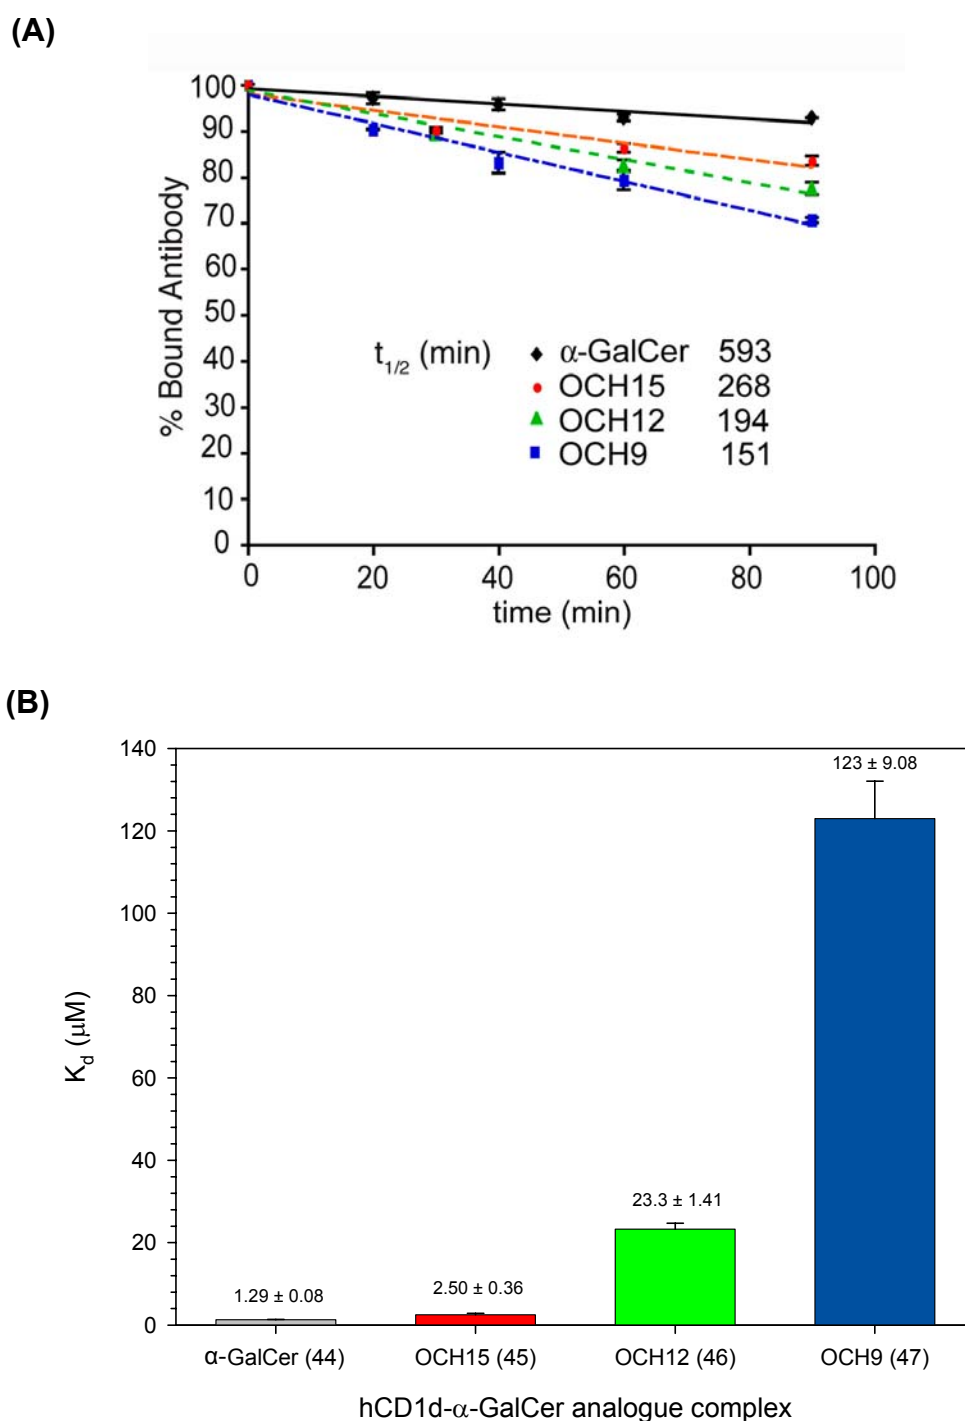 (A)
100
90
80
70
60
50
40
30
20
10
0
% Bound Antibody
t1/2 (min)
α-GalCer 593
OCH15 268
OCH12 194
OCH9 151
0 20 40 60 80 100
time (min)
(B)
140
120
100
80
60
40
20
0
Kd (μM)
1.29 ± 0.08
2.50 ± 0.36
23.3 ± 1.41
123 ± 9.08
α-GalCer (44) OCH15 (45) OCH12 (46) OCH9 (47)
hCD1d-α-GalCer analogue complex